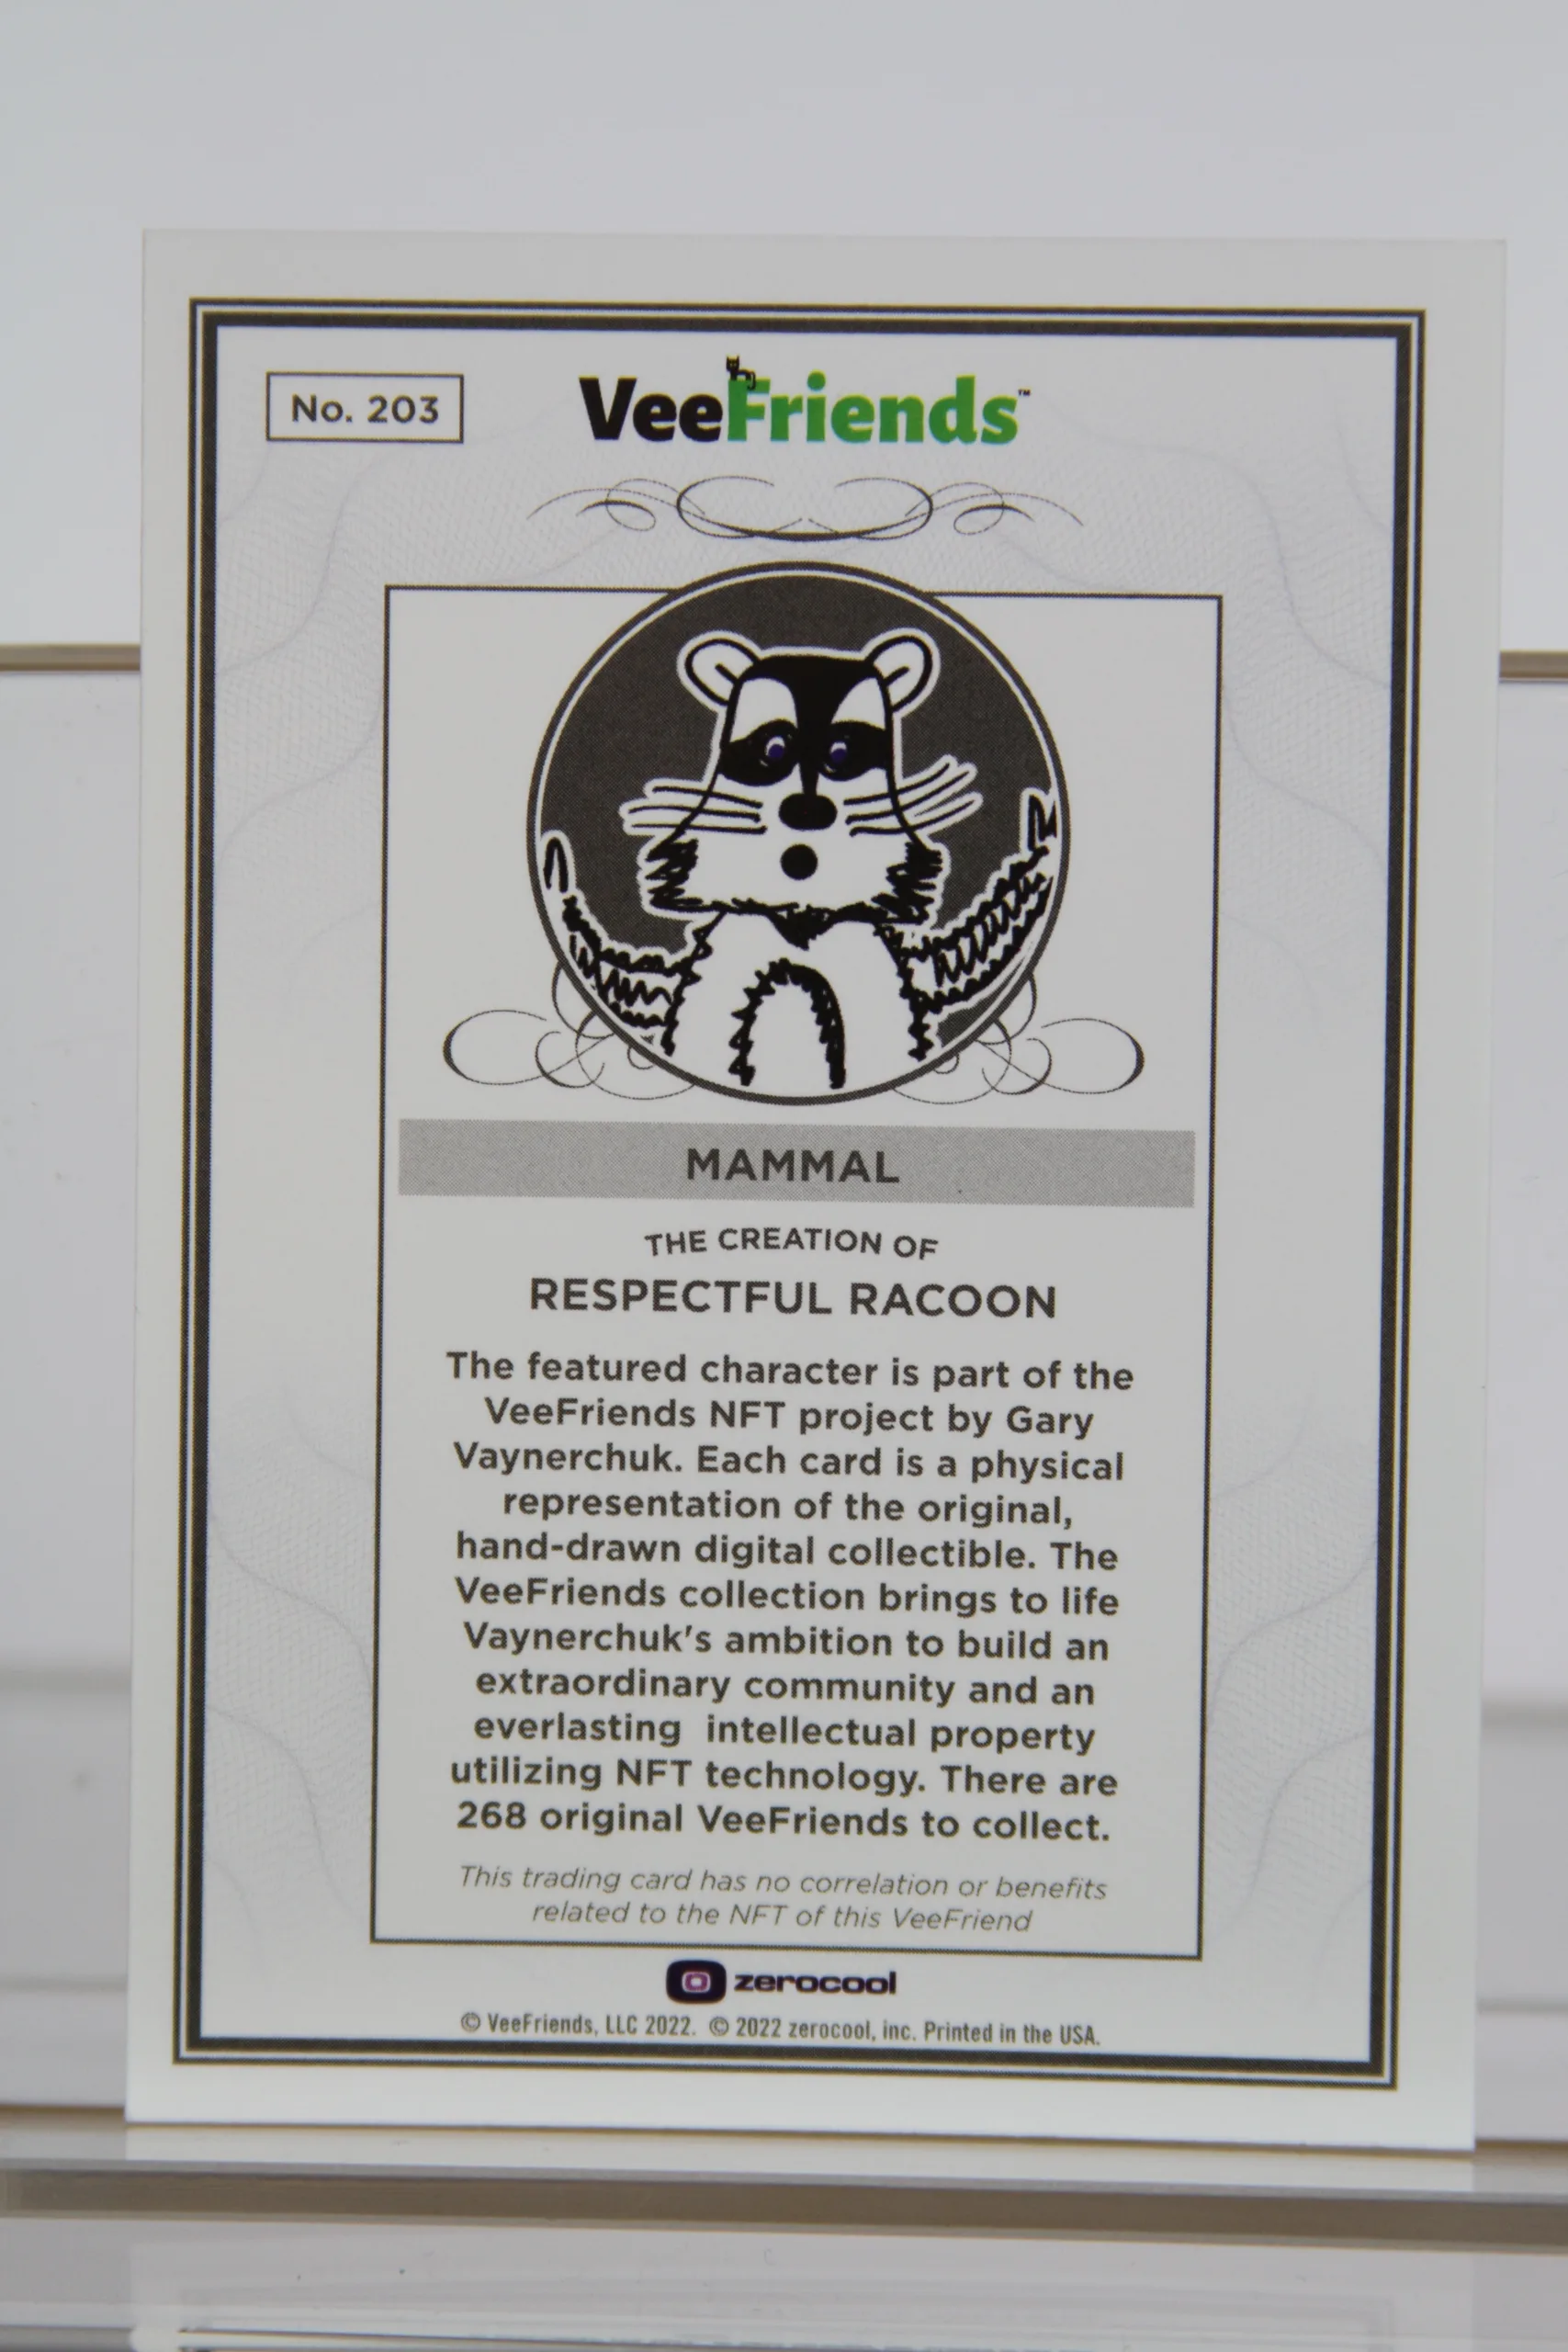 No. 203
VeeFriends™
MAMMAL
THE CREATION OF
RESPECTFUL RACOON
The featured character is part of the
VeeFriends NFT project by Gary
Vaynerchuk. Each card is a physical
representation of the original,
hand-drawn digital collectible. The
VeeFriends collection brings to life
Vaynerchuk's ambition to build an
extraordinary community and an
everlasting  intellectual property
utilizing NFT technology. There are
268 original VeeFriends to collect.
This trading card has no correlation or benefits
related to the NFT of this VeeFriend
zerocool
© VeeFriends, LLC 2022.  © 2022 zerocool, inc. Printed in the USA.